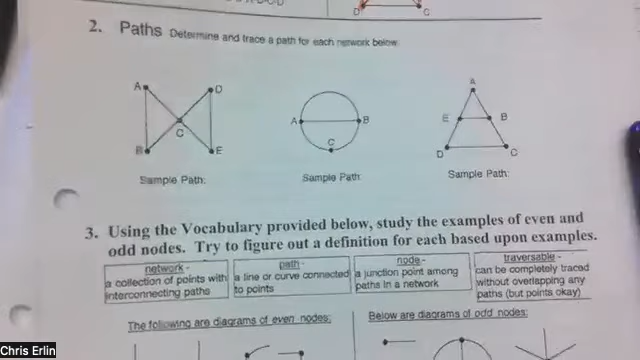 D C
2. Paths Determine and trace a path for each network below.
A D
C
B E
A B
C
A
E B
D C
Sample Path: Sample Path: Sample Path:
3. Using the Vocabulary provided below, study the examples of even and
odd nodes. Try to figure out a definition for each based upon examples.
network -
a collection of points with
interconnecting paths
path -
a line or curve connected
to points
node -
a junction point among
paths in a network
traversable -
can be completely traced
without overlapping any
paths (but points okay)
The following are diagrams of even nodes:
Below are diagrams of odd nodes:
Chris Erlin